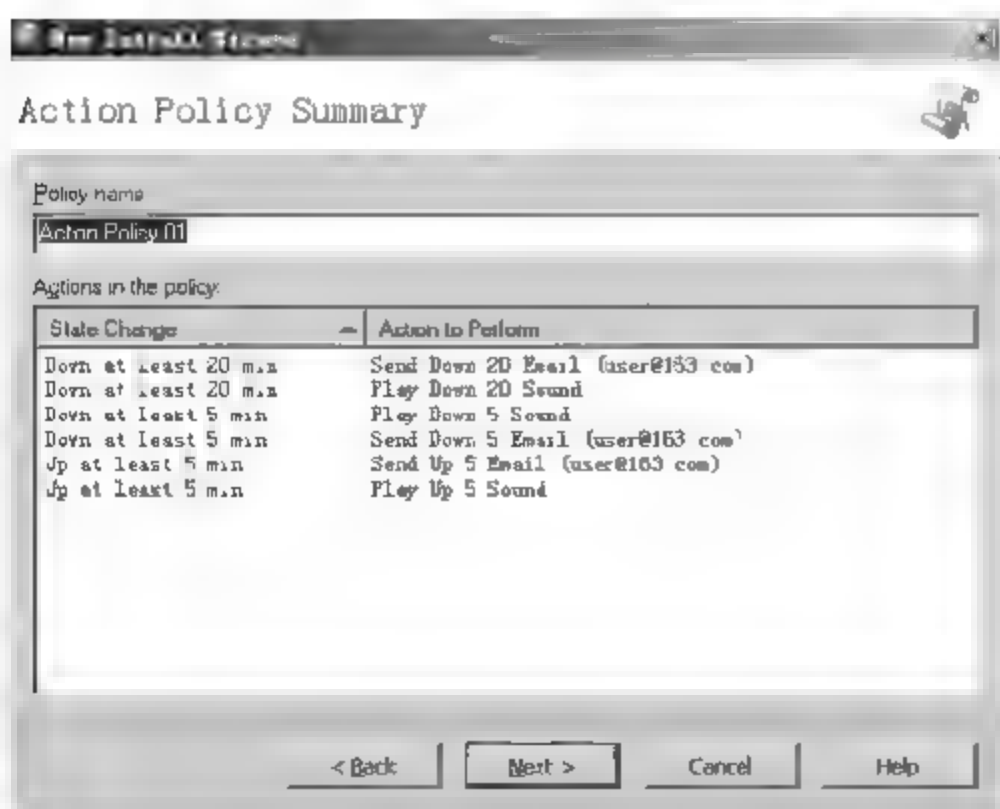 New Install Wizard
Action Policy Summary
Policy name
Action Policy 01
Actions in the policy:
State Change Action to Perform
Down at least 20 min Send Down 20 Email (user@163 com)
Down at least 20 min Play Down 20 Sound
Down at least 5 min Play Down 5 Sound
Down at least 5 min Send Down 5 Email (user@163 com)
Up at least 5 min Send Up 5 Email (user@163 com)
Up at least 5 min Play Up 5 Sound
< Back Next > Cancel Help